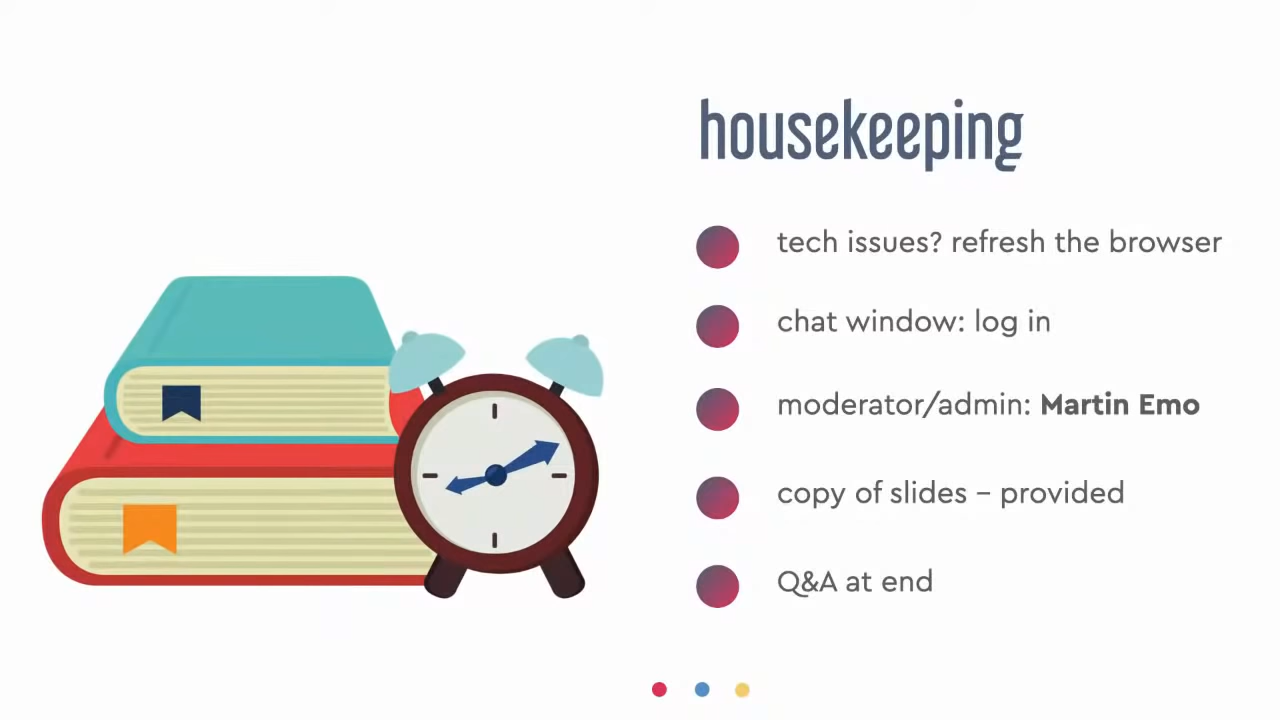 housekeeping
tech issues? refresh the browser
chat window: log in
moderator/admin: Martin Emo
copy of slides – provided
Q&A at end